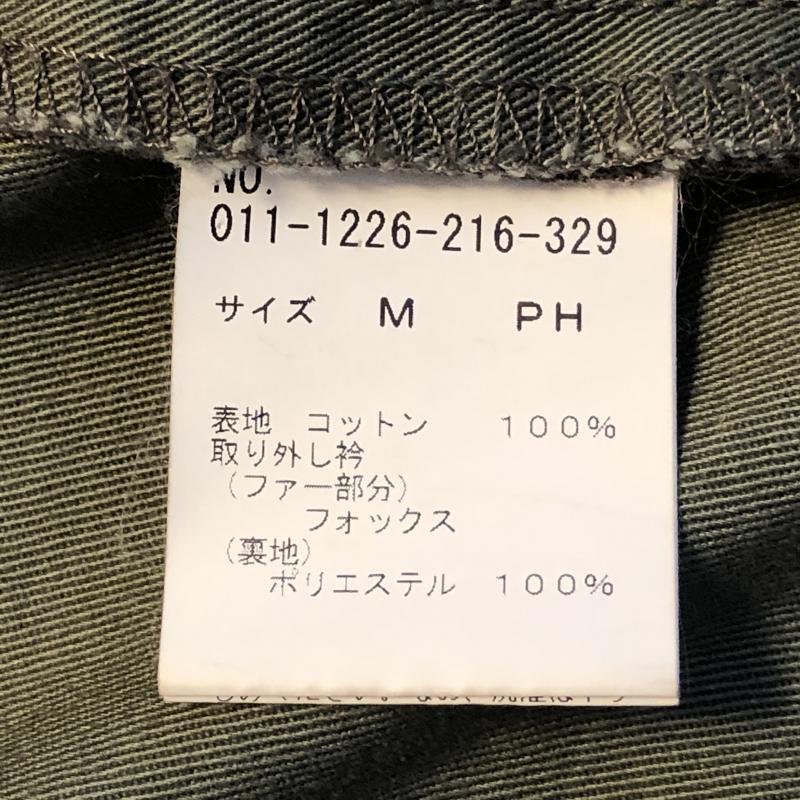 NO.
011-1226-216-329
サイズ M PH
表地 コットン 100%
取り外し衿
(ファー部分)
フォックス
(裏地)
ポリエステル 100%